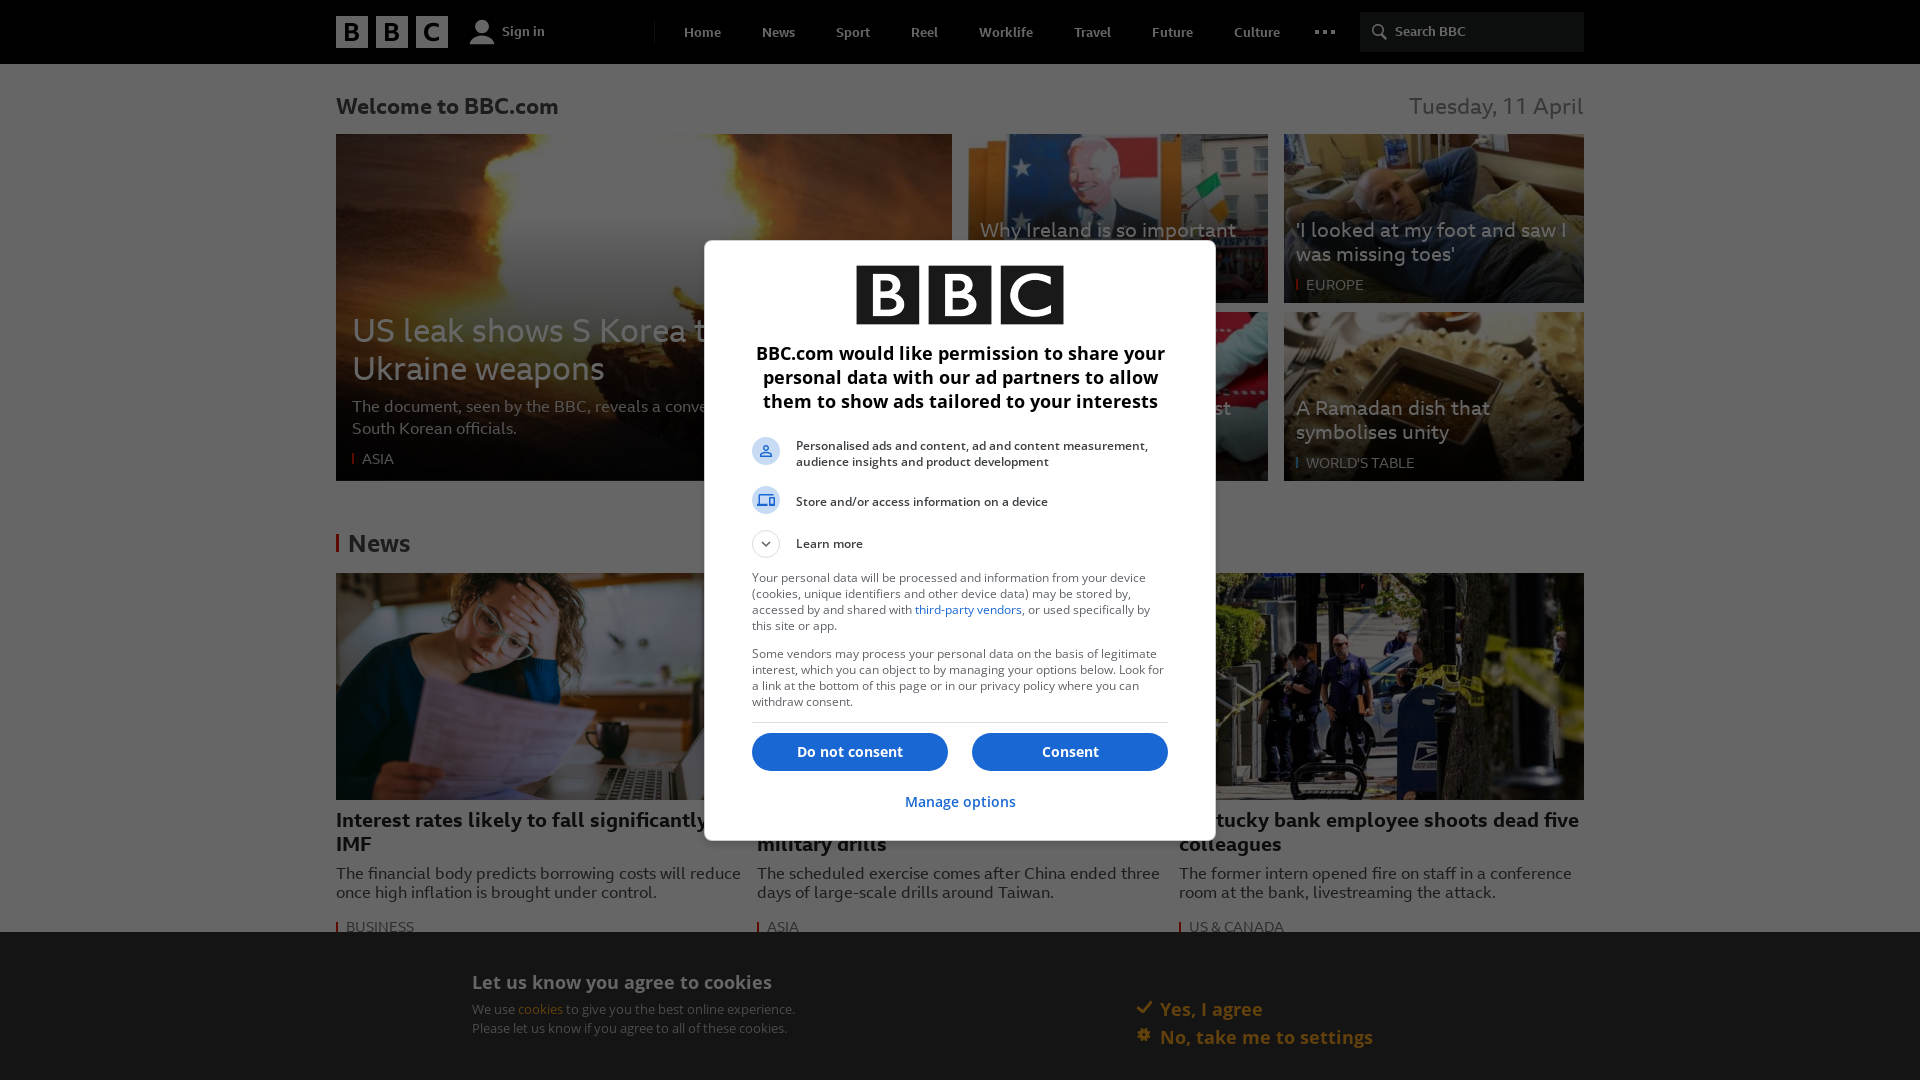 BBC
Sign in
Home
News
Sport
Reel
Worklife
Travel
Future
Culture
Search BBC
Welcome to BBC.com
Tuesday, 11 April
US leak shows S Korea
Ukraine weapons
The document, seen by the BBC, reveals a
South Korean officials.
ASIA
Why Ireland is so important
'I looked at my foot and saw I
was missing toes'
EUROPE
A Ramadan dish that
symbolises unity
WORLD'S TABLE
BBC
BBC.com would like permission to share your
personal data with our ad partners to allow
them to show ads tailored to your interests
Personalised ads and content, ad and content measurement,
audience insights and product development
Store and/or access information on a device
Learn more
Your personal data will be processed and information from your device
(cookies, unique identifiers and other device data) may be stored by,
accessed by and shared with third-party vendors, or used specifically by
this site or app.
Some vendors may process your personal data on the basis of legitimate
interest, which you can object to by managing your options below. Look for
a link at the bottom of this page or in our privacy policy where you can
withdraw consent.
Do not consent
Consent
Manage options
News
Interest rates likely to fall significantly
IMF
The financial body predicts borrowing costs will reduce
once high inflation is brought under control.
BUSINESS
military drills
The scheduled exercise comes after China ended three
days of large-scale drills around Taiwan.
ASIA
bank employee shoots dead five
colleagues
The former intern opened fire on staff in a conference
room at the bank, livestreaming the attack.
US & CANADA
Let us know you agree to cookies
We use cookies to give you the best online experience.
Please let us know if you agree to all of these cookies.
Yes, I agree
No, take me to settings